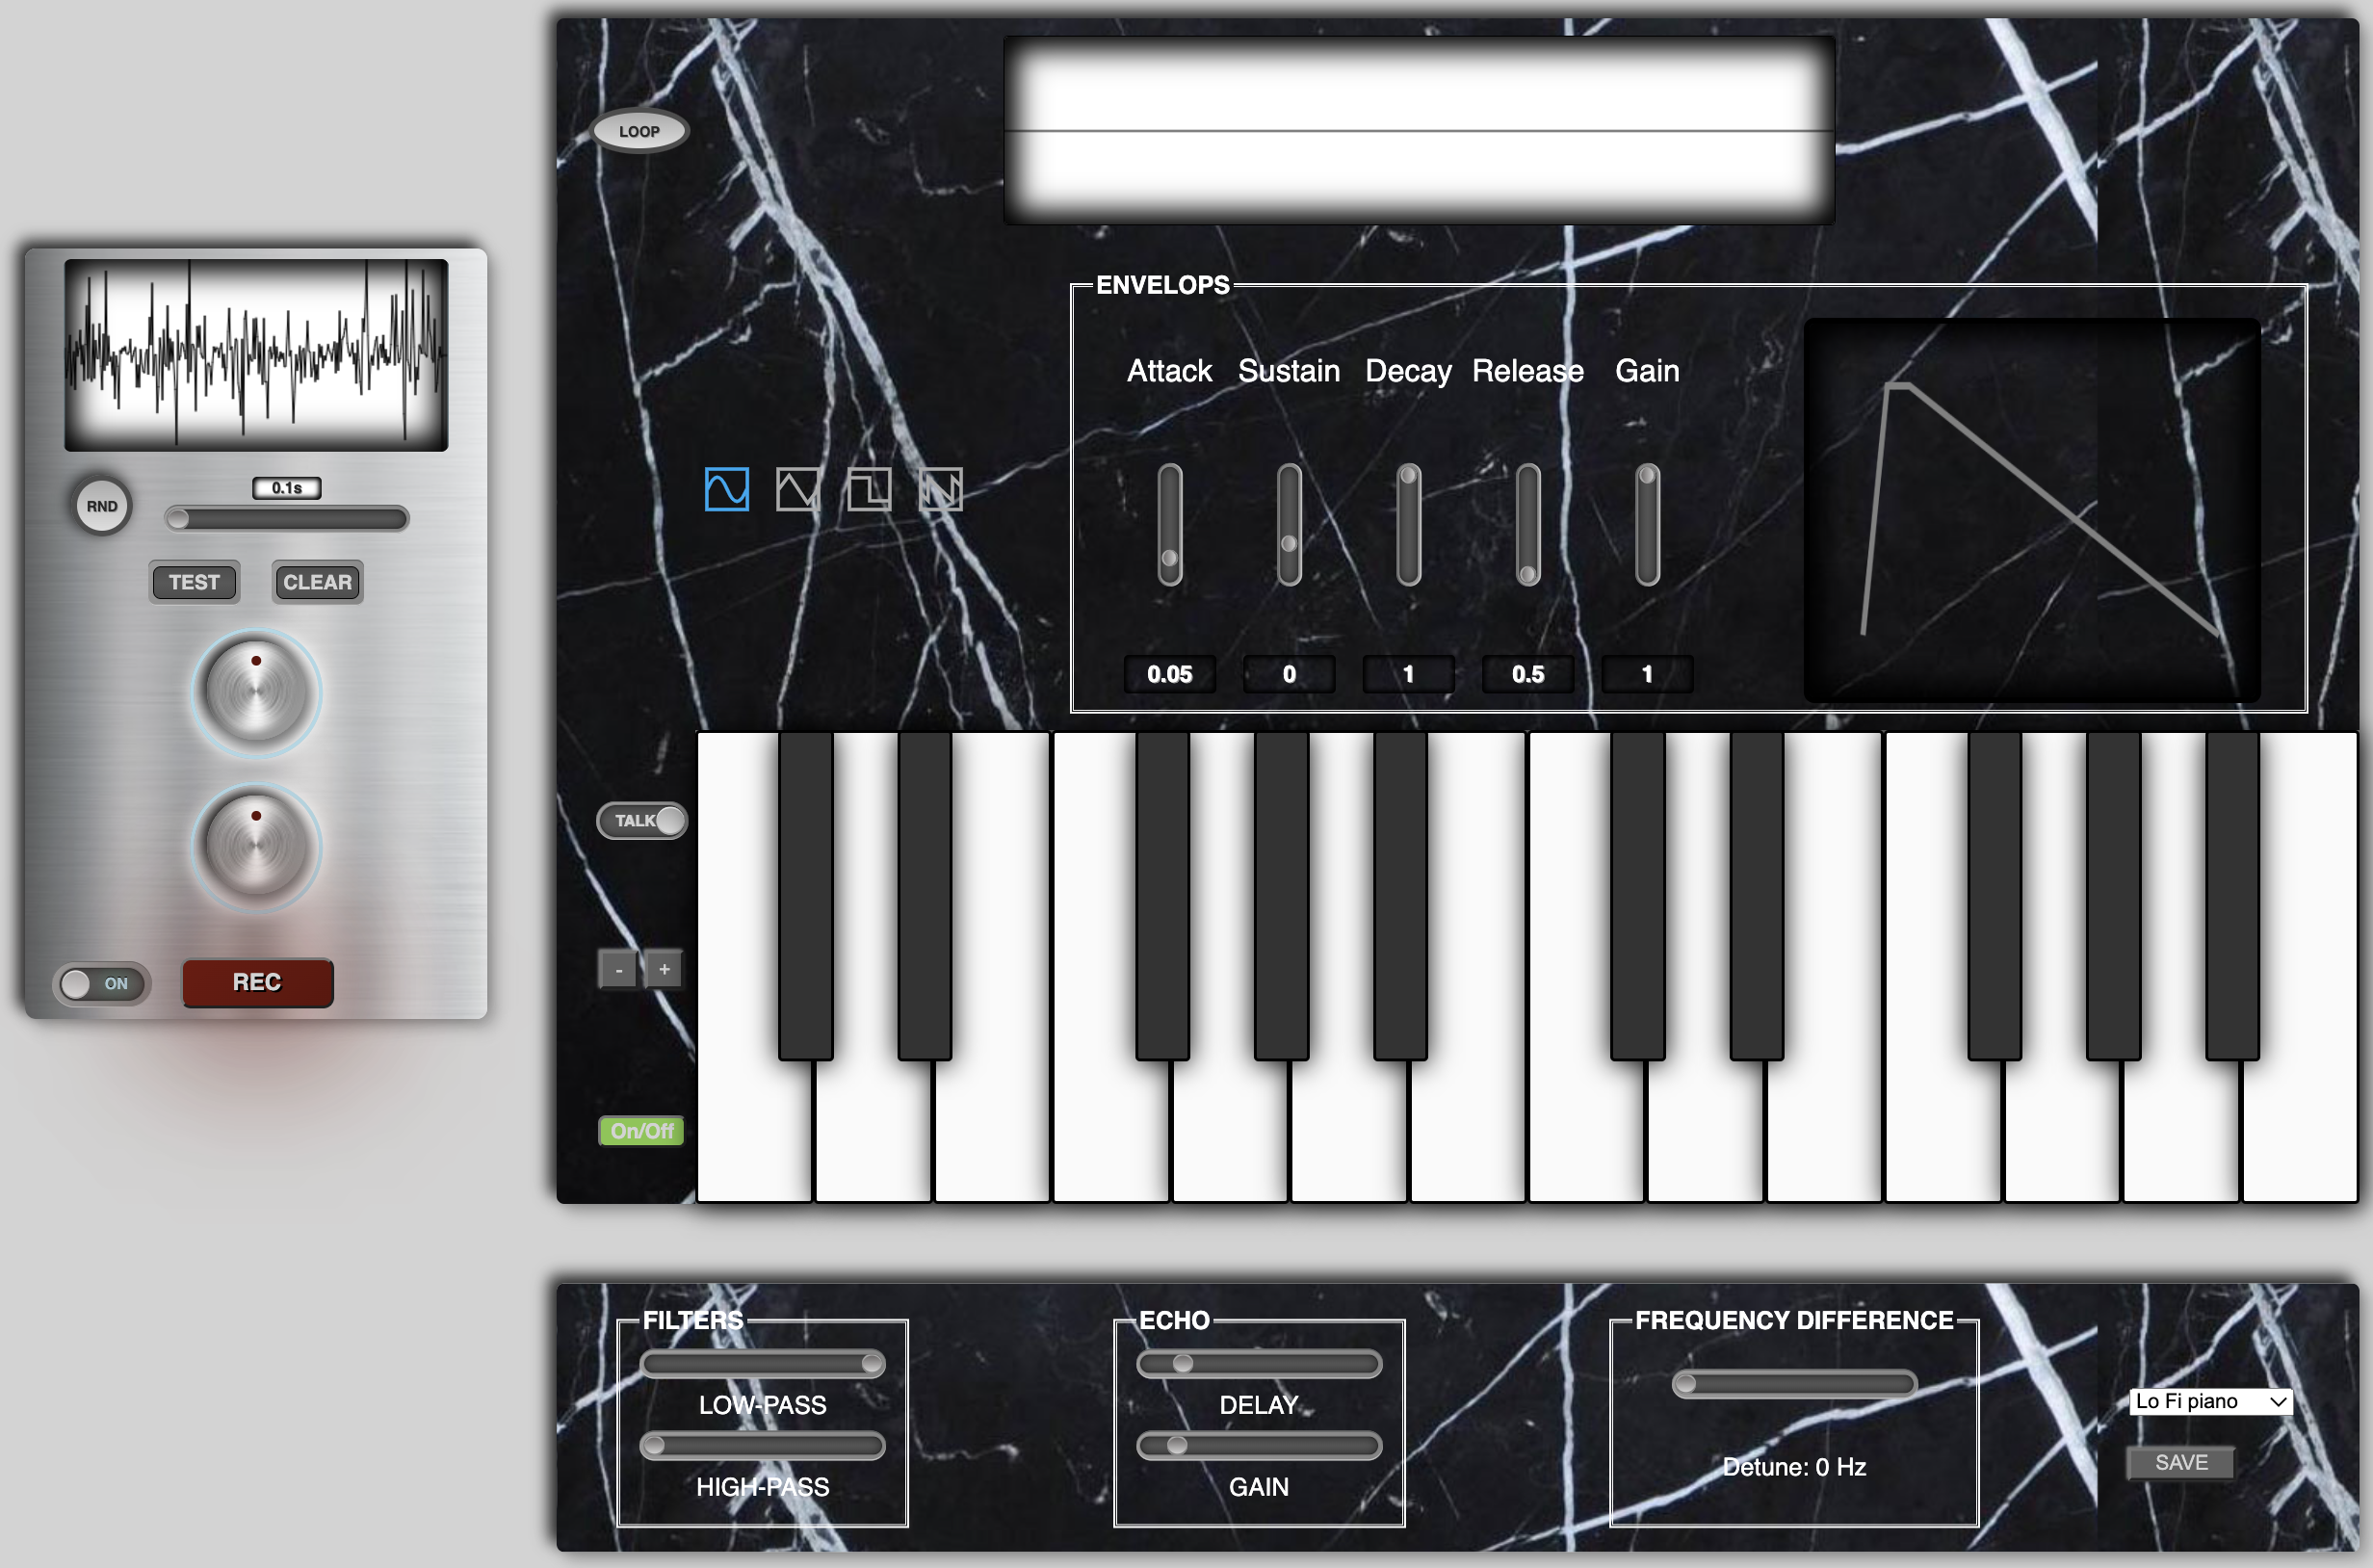 LOOP
ENVELOPS
Attack Sustain Decay Release Gain
0.05 0 1 0.5 1
RND
0.1s
TEST CLEAR
TALK
- +
ON REC
On/Off
FILTERS
LOW-PASS
HIGH-PASS
ECHO
DELAY
GAIN
FREQUENCY DIFFERENCE
Detune: 0 Hz
Lo Fi piano
SAVE